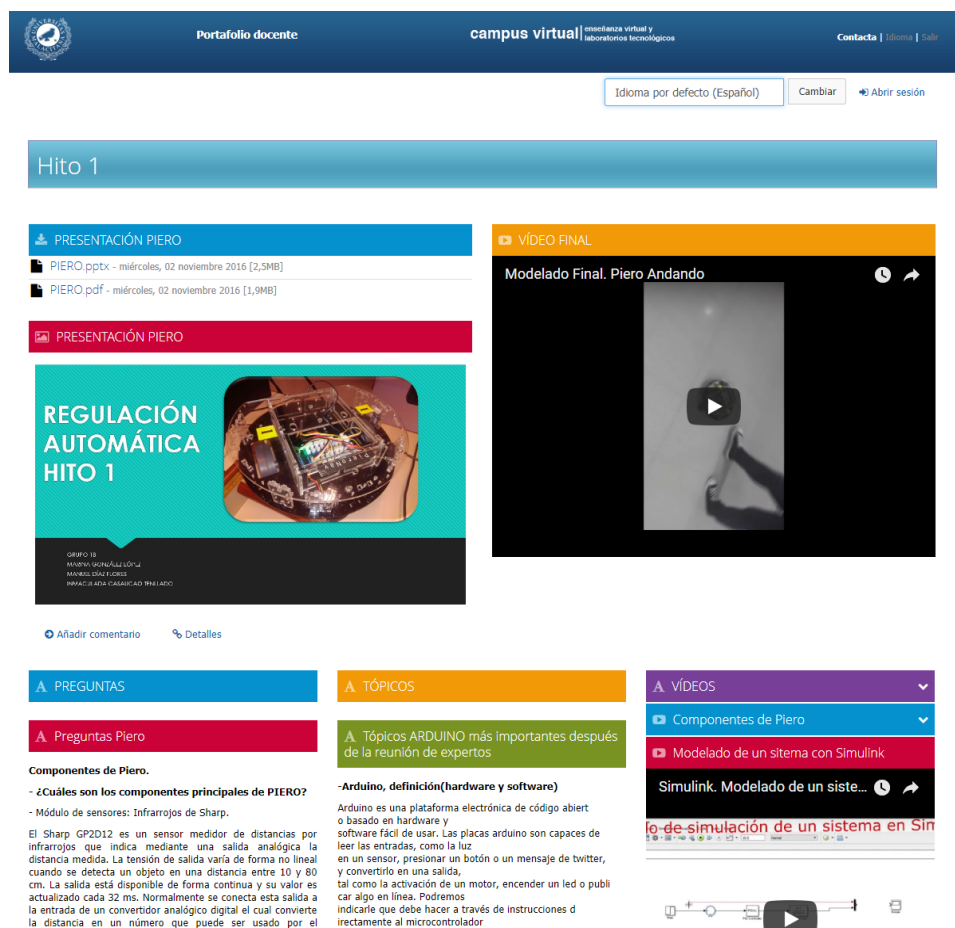 Portafolio docente
campus virtual
enseñanza virtual y
laboratorios tecnológicos
Contacta | Idioma | Salir
Idioma por defecto (Español)
Cambiar
Abrir sesión
Hito 1
PRESENTACIÓN PIERO
PIERO.pptx - miércoles, 02 noviembre 2016 [2,5MB]
PIERO.pdf - miércoles, 02 noviembre 2016 [1,9MB]
PRESENTACIÓN PIERO
REGULACIÓN
AUTOMÁTICA
HITO 1
MARINA GONZÁLEZ LÓPEZ
MANUEL DÍAZ FLORES
Añadir comentario
Detalles
VÍDEO FINAL
Modelado Final. Piero Andando
PREGUNTAS
Preguntas Piero
Componentes de Piero.
- ¿Cuáles son los componentes principales de PIERO?
- Módulo de sensores: Infrarrojos de Sharp.
El Sharp GP2D12 es un sensor medidor de distancias por
infrarrojos que indica mediante una salida analógica la
distancia medida. La tensión de salida varía de forma no lineal
cuando se detecta un objeto en una distancia entre 10 y 80
cm. La salida está disponible de forma continua y su valor es
actualizado cada 32 ms. Normalmente se conecta esta salida a
la entrada de un convertidor analógico digital el cual convierte
la distancia en un número que puede ser usado por el
TÓPICOS
Tópicos ARDUINO más importantes después
de la reunión de expertos
-Arduino, definición(hardware y software)
Arduino es una plataforma electrónica de código abiert
o basado en hardware y
software fácil de usar. Las placas arduino son capaces de
leer las entradas, como la luz
en un sensor, presionar un botón o un mensaje de twitter,
y convertirlo en una salida,
tal como la activación de un motor, encender un led o publi
car algo en línea. Podremos
indicarle que debe hacer a través de instrucciones d
irectamente al microcontrolador
VÍDEOS
Componentes de Piero
Modelado de un sitema con Simulink
Simulink. Modelado de un siste...
lo de simulación de un sistema en Sim